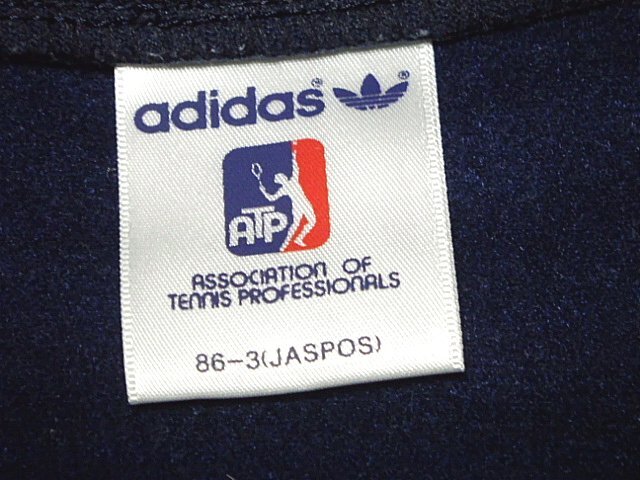 adidas® ®
ATP
ASSOCIATION OF
TENNIS PROFESSIONALS
86-3(JASPOS)